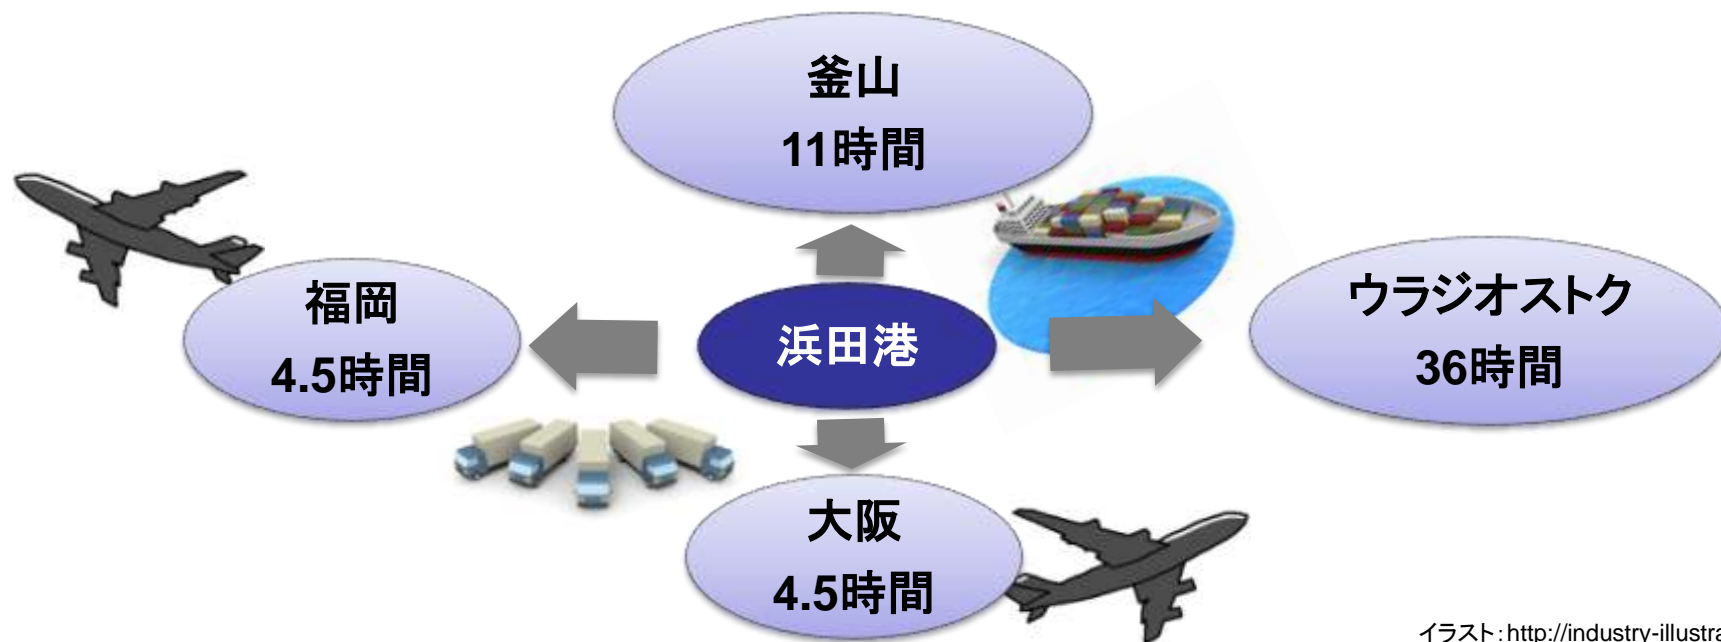 釜山
11時間
福岡
4.5時間
浜田港
ウラジオストク
36時間
大阪
4.5時間
イラスト:http://industry-illustra